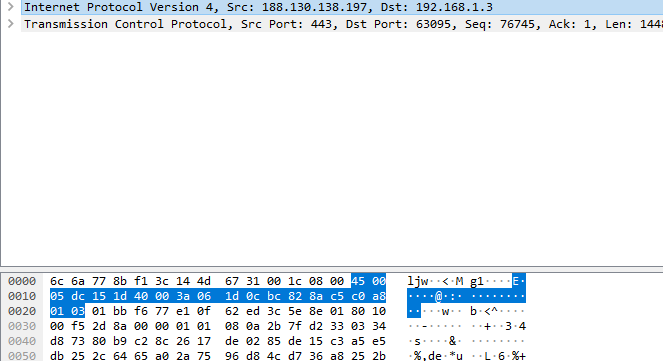 Internet Protocol Version 4, Src: 188.130.138.197, Dst: 192.168.1.3
Transmission Control Protocol, Src Port: 443, Dst Port: 63095, Seq: 76745, Ack: 1, Len: 1448
0000 6c 6a 77 8b f1 3c 14 4d 67 31 00 1c 08 00 45 00 ljw··<·M g1····E·
0010 05 dc 15 1d 40 00 3a 06 1d 0c bc 82 8a c5 c0 a8 ····@·:· ········
0020 01 03 01 bb f6 77 e1 0f 62 ed 3c 5e 8e 01 80 10 ·····w·· b·<^····
0030 00 f5 2d 8a 00 00 01 01 08 0a 2b 7f d2 33 03 34 ··-····· ··+··3·4
0040 d8 73 80 b9 c2 8c 26 17 de 02 85 de 15 c3 a5 e5 ·s····&· ········
0050 db 25 2c 64 65 a0 2a 75 96 d8 4c d7 36 a8 25 2b ·%,de·*u ··L·6·%+